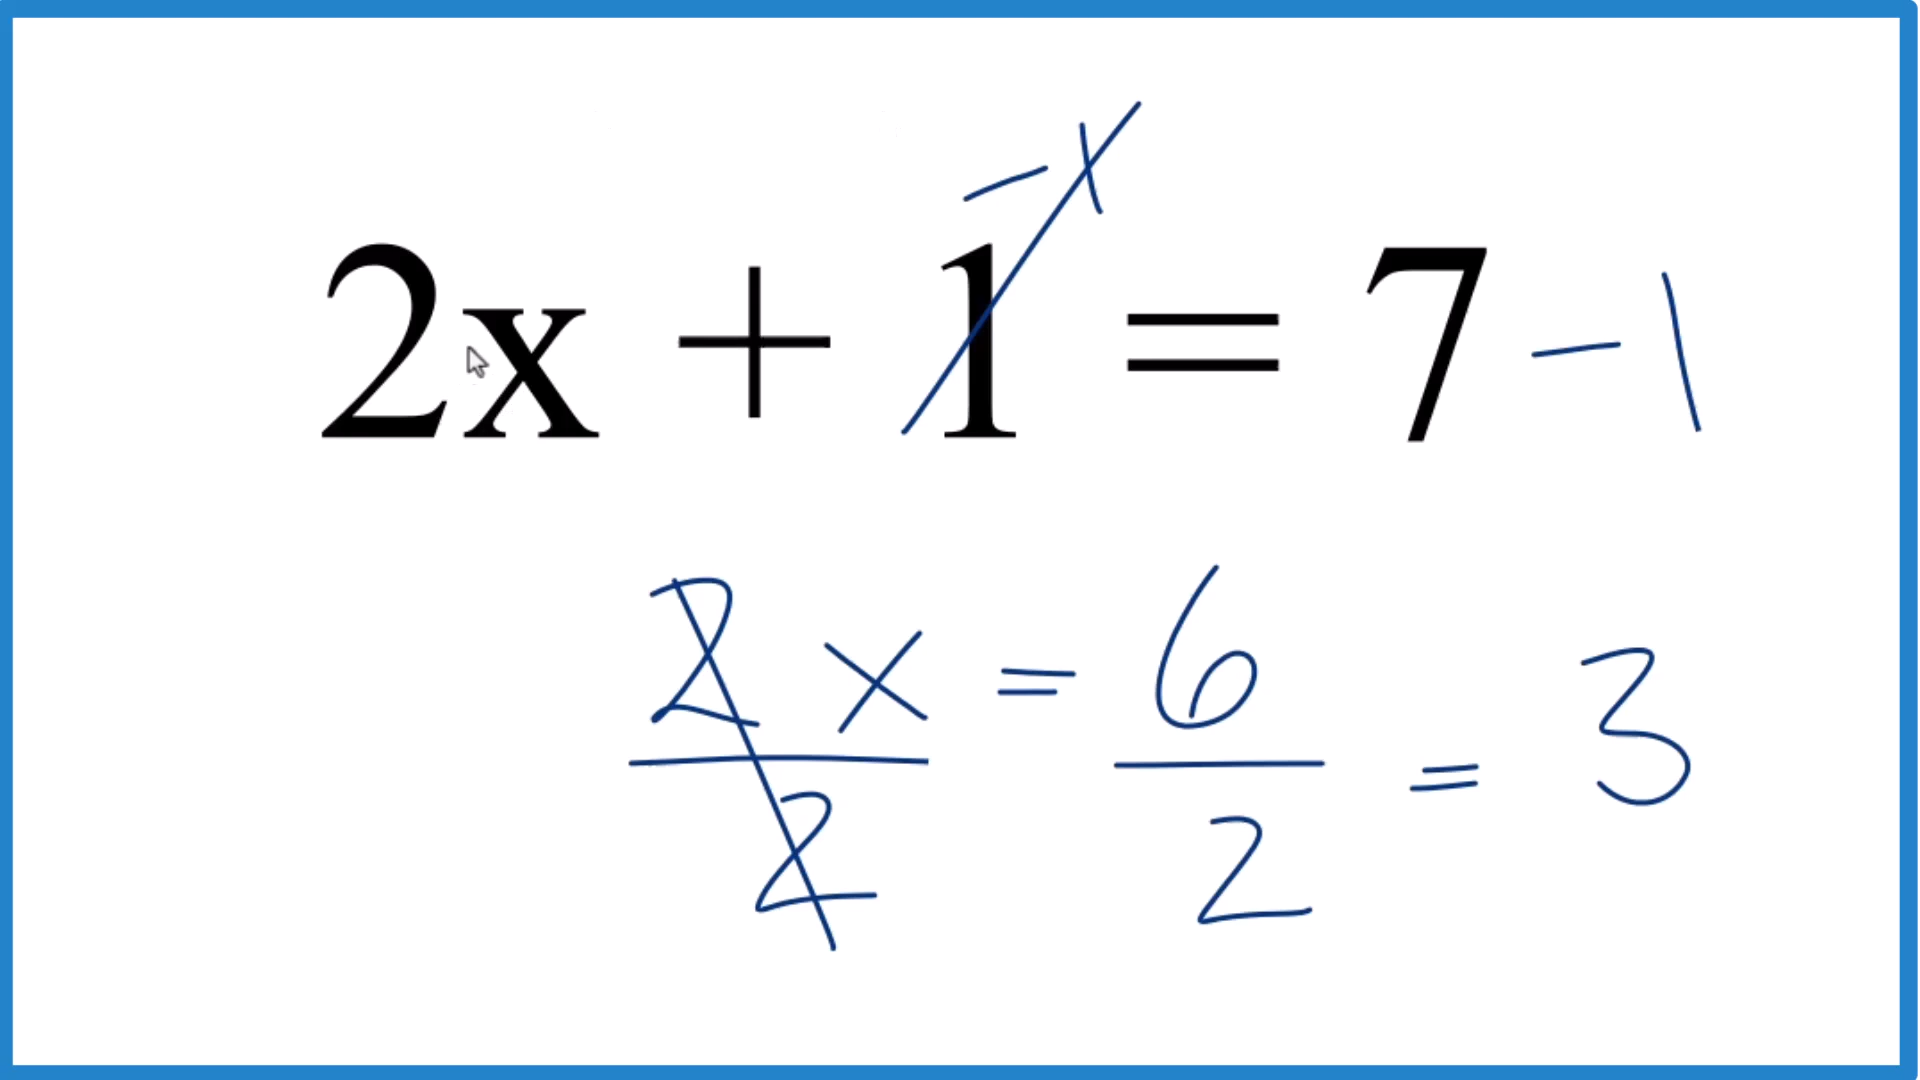 -1
2x + 1 = 7 - 1
2x = 6
2 2 = 3